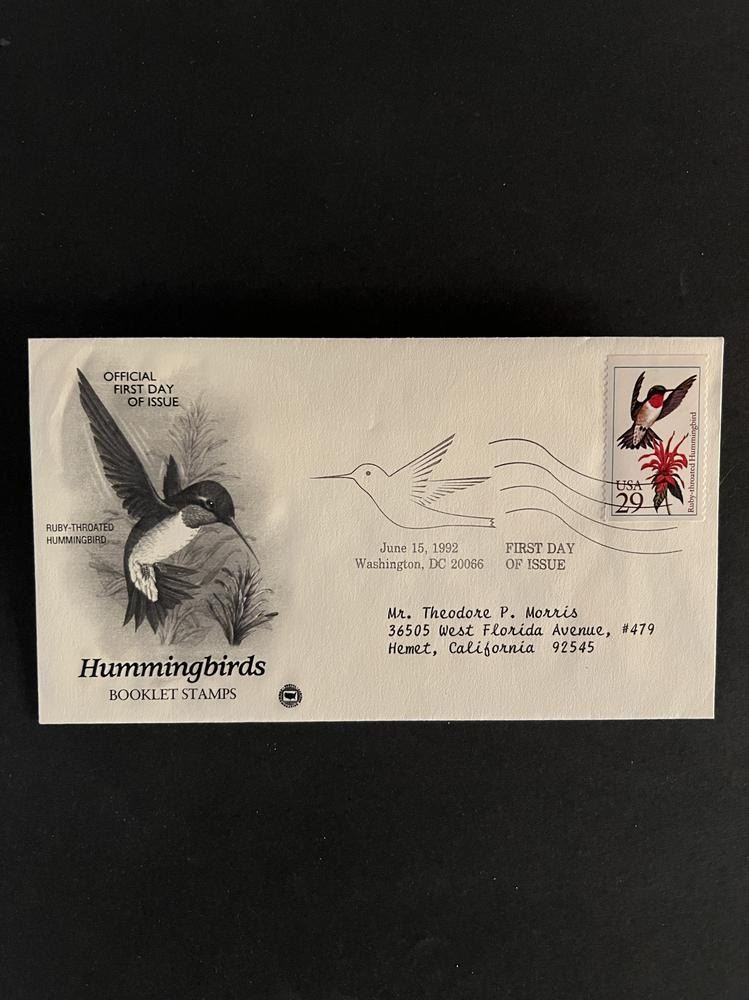 OFFICIAL
FIRST DAY
OF ISSUE
RUBY-THROATED
HUMMINGBIRD
Hummingbirds
BOOKLET STAMPS
June 15, 1992
Washington, DC 20066
FIRST DAY
OF ISSUE
USA
29
Ruby-throated Hummingbird
Mr. Theodore P. Morris
36505 West Florida Avenue, #479
Hemet, California 92545